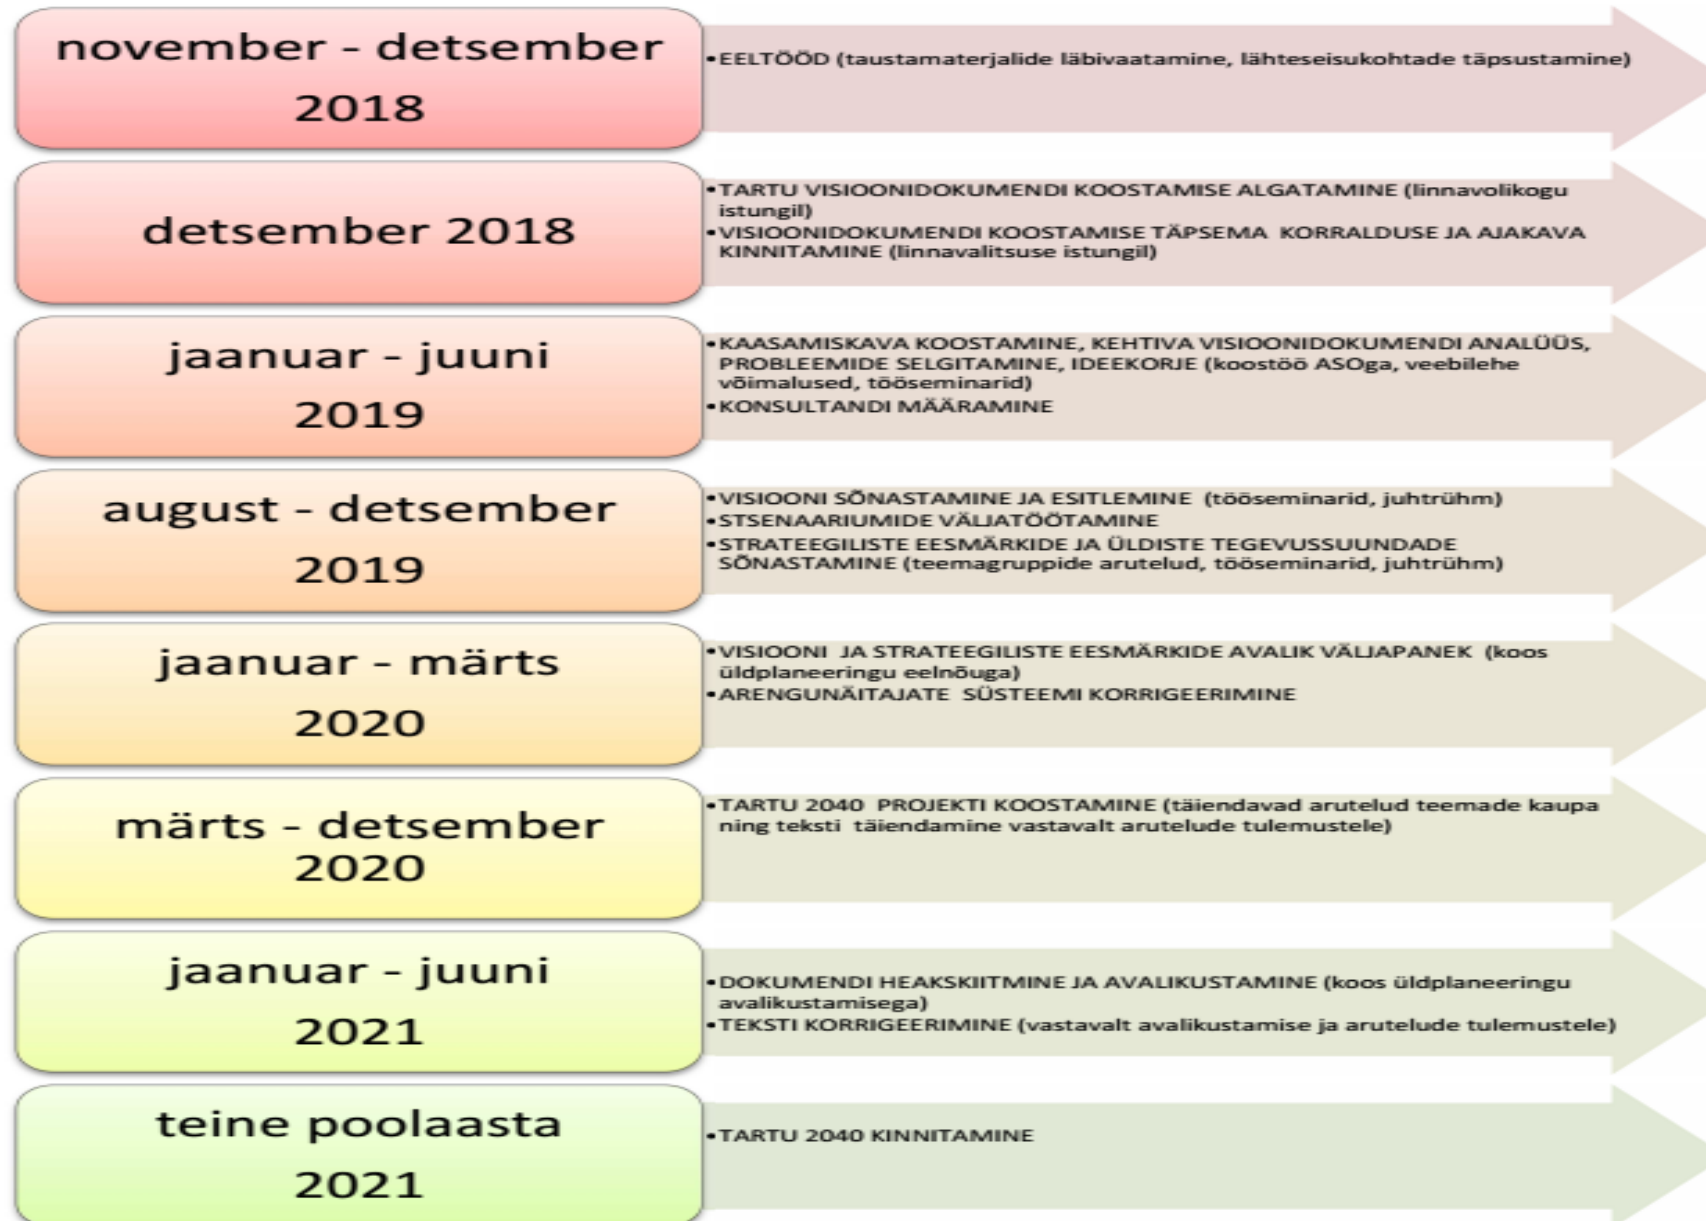 november - detsember
2018
•EELTÖÖD (taustamaterjalide läbivaatamine, lähteseisukohtade täpsustamine)
detsember 2018
•TARTU VISIOONIDOKUMENDI KOOSTAMISE ALGATAMINE (linnavolikogu
istungil)
•VISIOONIDOKUMENDI KOOSTAMISE TÄPSEMA KORRALDUSE JA AJAKAVA
KINNITAMINE (linnavalitsuse istungil)
jaanuar - juuni
2019
•KAASAMISKAVA KOOSTAMINE, KEHTIVA VISIOONIDOKUMENDI ANALÜÜS,
PROBLEEMIDE SELGITAMINE, IDEEKORJE (koostöö ASOga, veebilehe
võimalused, tööseminarid)
•KONSULTANDI MÄÄRAMINE
august - detsember
2019
•VISIOONI SÕNASTAMINE JA ESITLEMINE (tööseminarid, juhtrühm)
•STSENAARIUMIDE VÄLJATÖÖTAMINE
•STRATEEGILISTE EESMÄRKIDE JA ÜLDISTE TEGEVUSSUUNDADE
SÕNASTAMINE (teemagruppide arutelud, tööseminarid, juhtrühm)
jaanuar - märts
2020
•VISIOONI JA STRATEEGILISTE EESMÄRKIDE AVALIK VÄLJAPANEK (koos
üldplaneeringu eelnõuga)
•ARENGUNÄITAJATE SÜSTEEMI KORRIGEERIMINE
märts - detsember
2020
•TARTU 2040 PROJEKTI KOOSTAMINE (täiendavad arutelud teemade kaupa
ning teksti täiendamine vastavalt arutelude tulemustele)
jaanuar - juuni
2021
•DOKUMENDI HEAKSKIITMINE JA AVALIKUSTAMINE (koos üldplaneeringu
avalikustamisega)
•TEKSTI KORRIGEERIMINE (vastavalt avalikustamise ja arutelude tulemustele)
teine poolaasta
2021
•TARTU 2040 KINNITAMINE